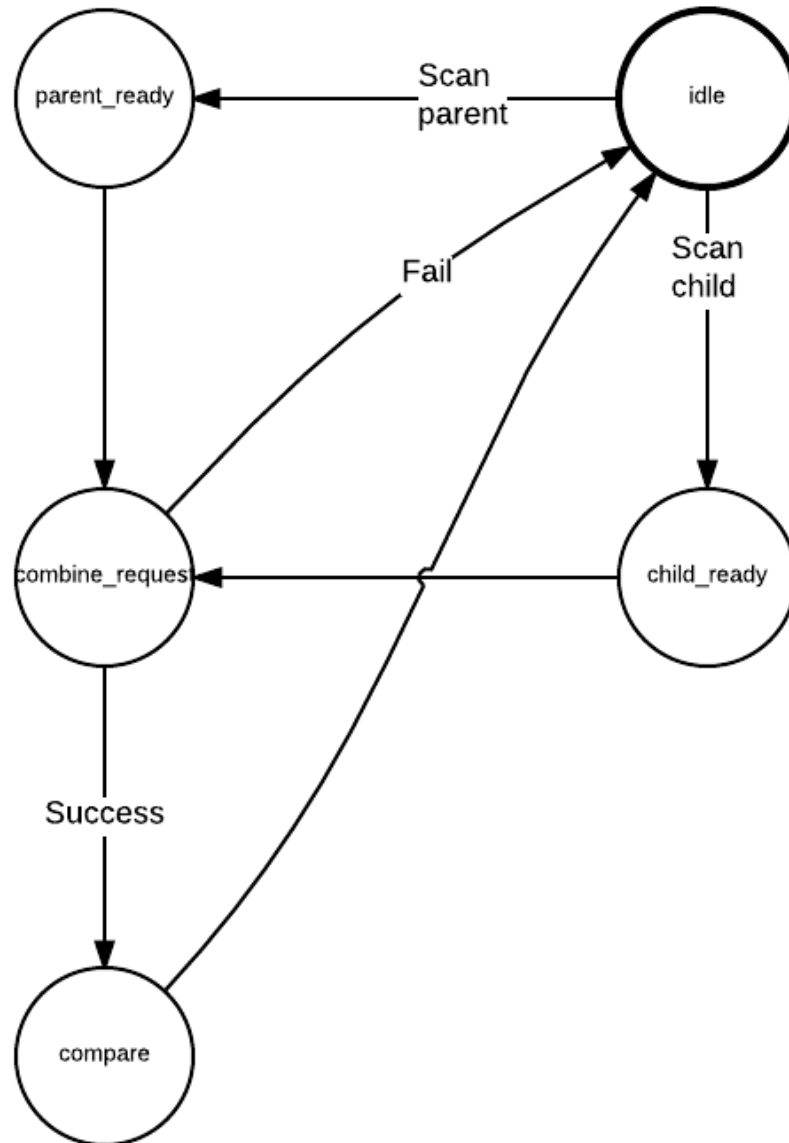 parent_ready
Scan
parent
idle
Scan
child
Fail
combine_request
child_ready
Success
compare